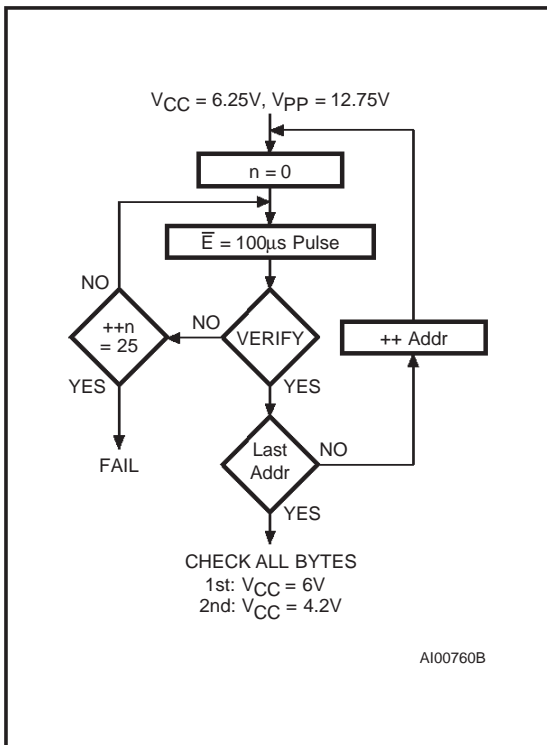 VCC = 6.25V, VPP = 12.75V
n = 0
E̅ = 100μs Pulse
NO
++n
= 25
NO
VERIFY
++ Addr
YES
YES
FAIL
Last
Addr
NO
YES
CHECK ALL BYTES
1st: VCC = 6V
2nd: VCC = 4.2V
AI00760B